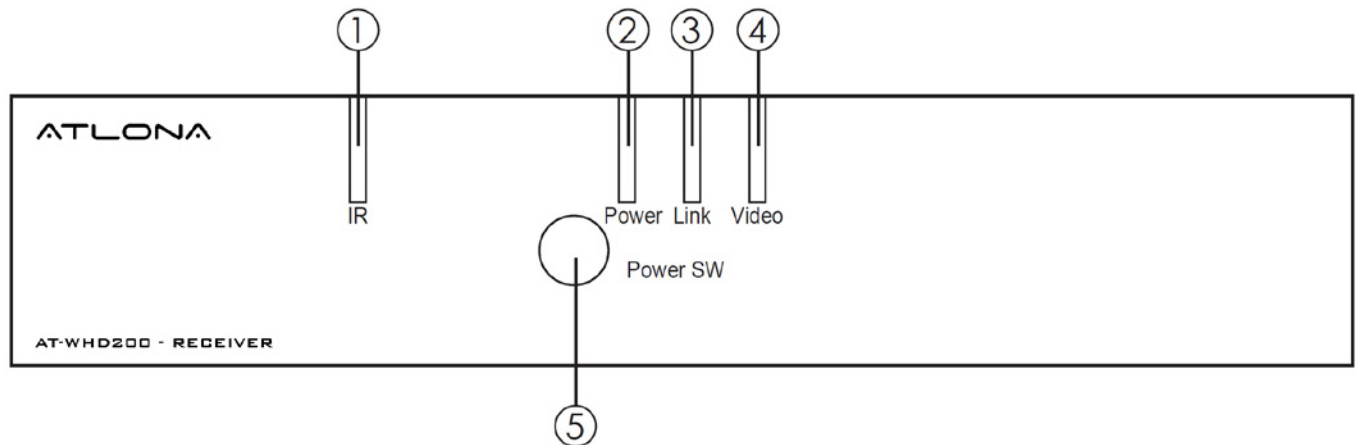 1 2 3 4
ATLONA
IR Power Link Video
Power SW
AT-WHD200 - RECEIVER
5